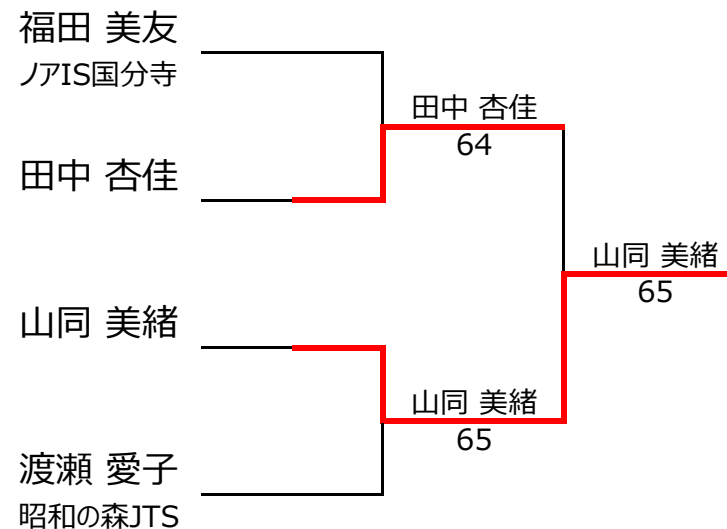 福田 美友
ノアIS国分寺
田中 杏佳
64
田中 杏佳
山同 美緒
65
山同 美緒
山同 美緒
65
渡瀬 愛子
昭和の森JTS